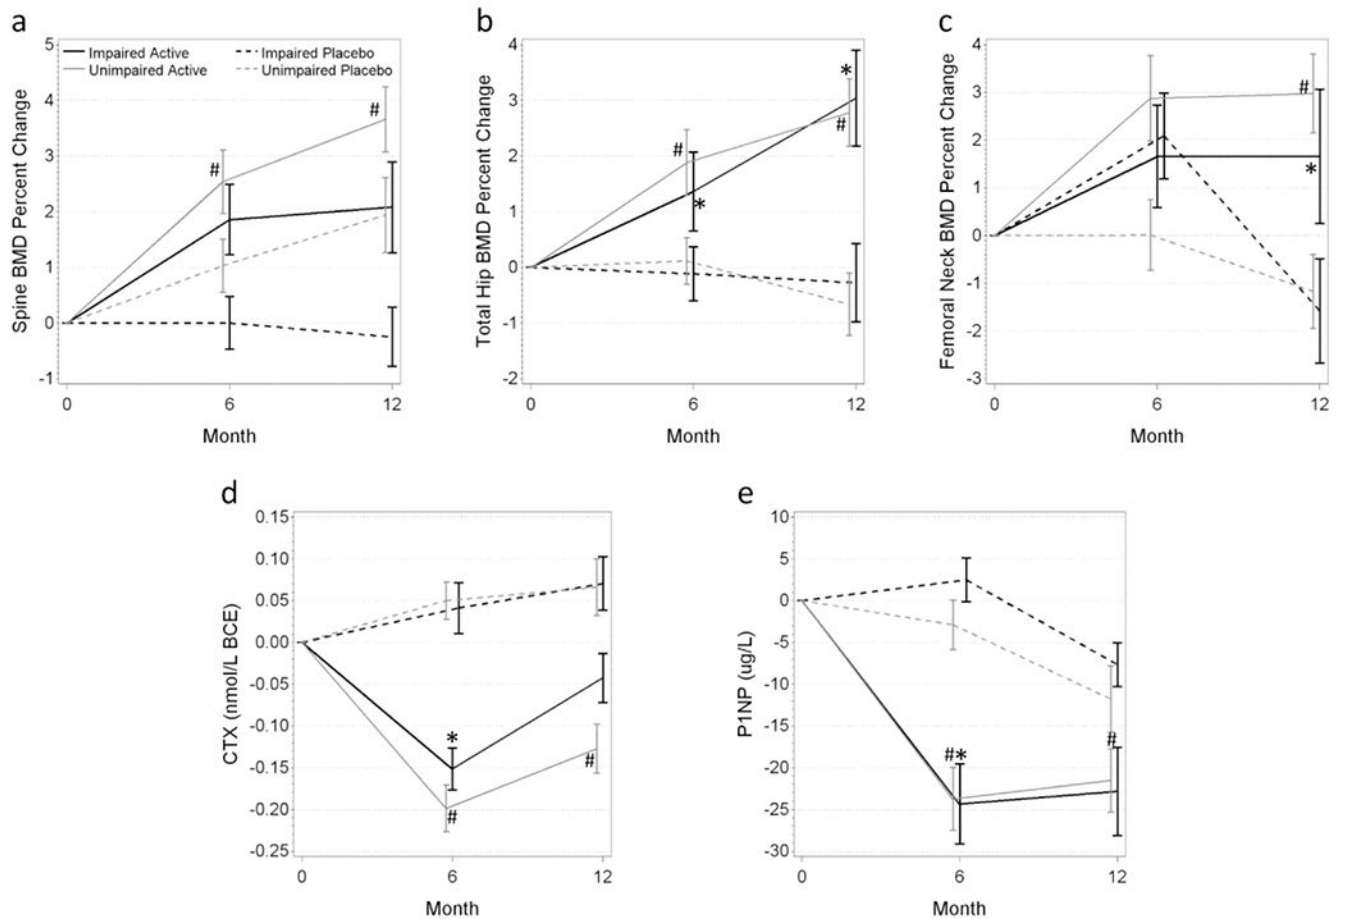 a
Spine BMD Percent Change
5
4
3
2
1
0
-1
Impaired Active
Impaired Placebo
Unimpaired Active
Unimpaired Placebo
#
#
0 6 12
Month
b
Total Hip BMD Percent Change
4
3
2
1
0
-1
-2
#
*
*
#
0 6 12
Month
c
Femoral Neck BMD Percent Change
4
3
2
1
0
-1
-2
-3
#
*
0 6 12
Month
d
CTX (nmol/L BCE)
0.15
0.10
0.05
0.00
-0.05
-0.10
-0.15
-0.20
-0.25
*
#
#
0 6 12
Month
e
P1NP (ug/L)
10
5
0
-5
-10
-15
-20
-25
-30
#*
#
0 6 12
Month